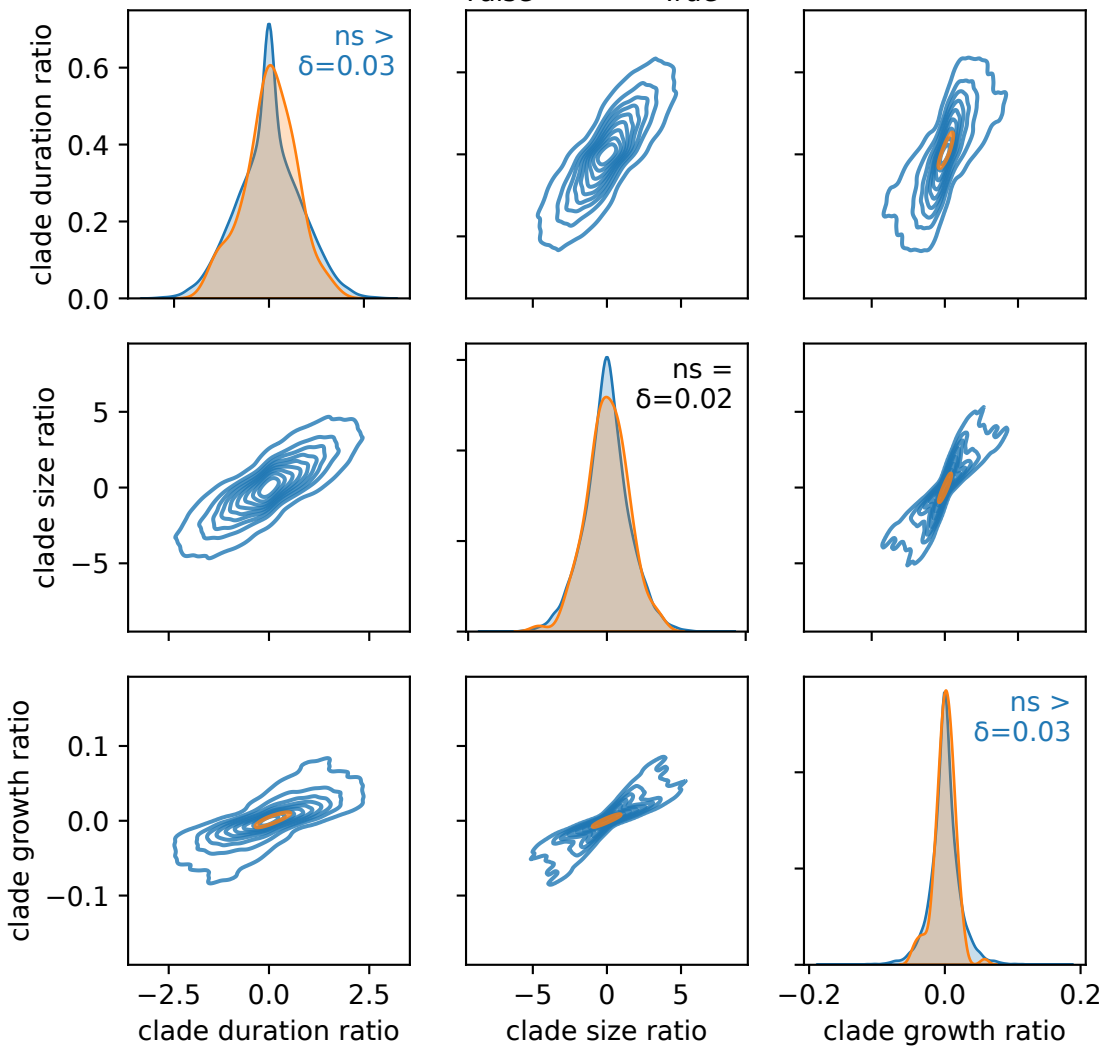 clade duration ratio
0.6
0.4
0.2
0.0
ns >
δ=0.03
clade size ratio
5
0
−5
ns =
δ=0.02
clade growth ratio
0.1
0.0
−0.1
ns >
δ=0.03
−2.5 0.0 2.5
clade duration ratio
−5 0 5
clade size ratio
−0.2 0.0 0.2
clade growth ratio